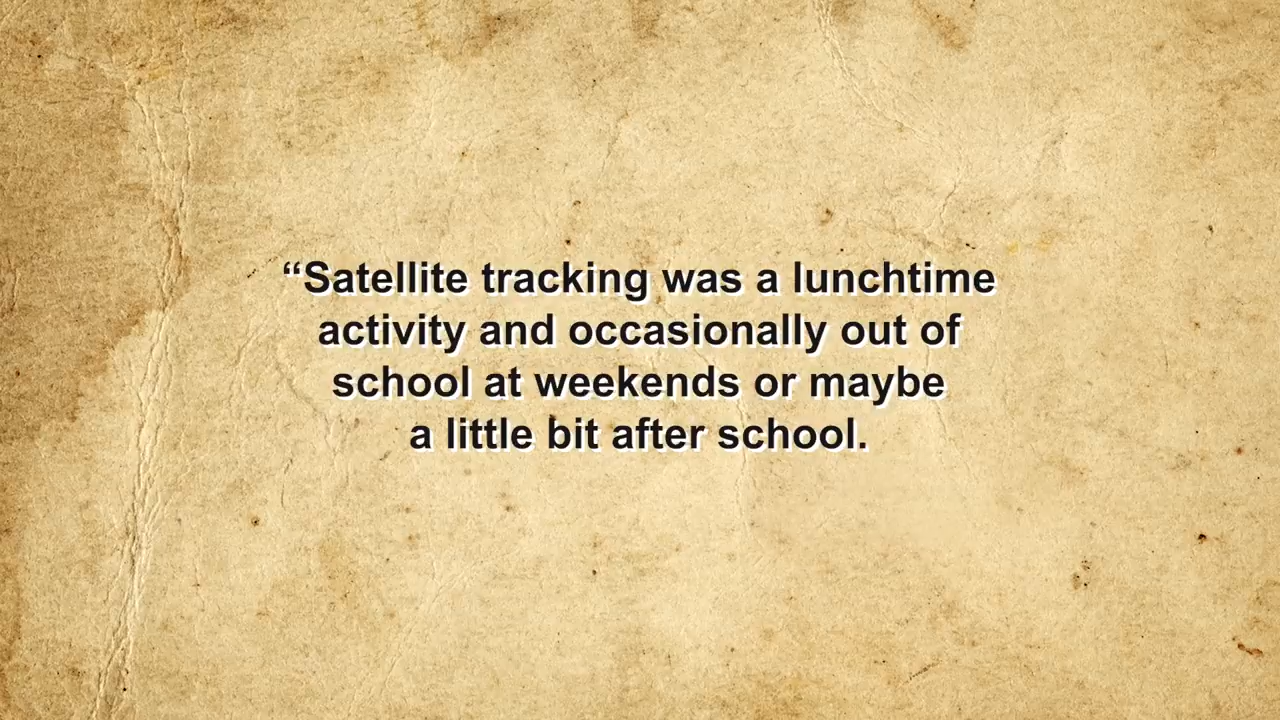 “Satellite tracking was a lunchtime
activity and occasionally out of
school at weekends or maybe
a little bit after school.